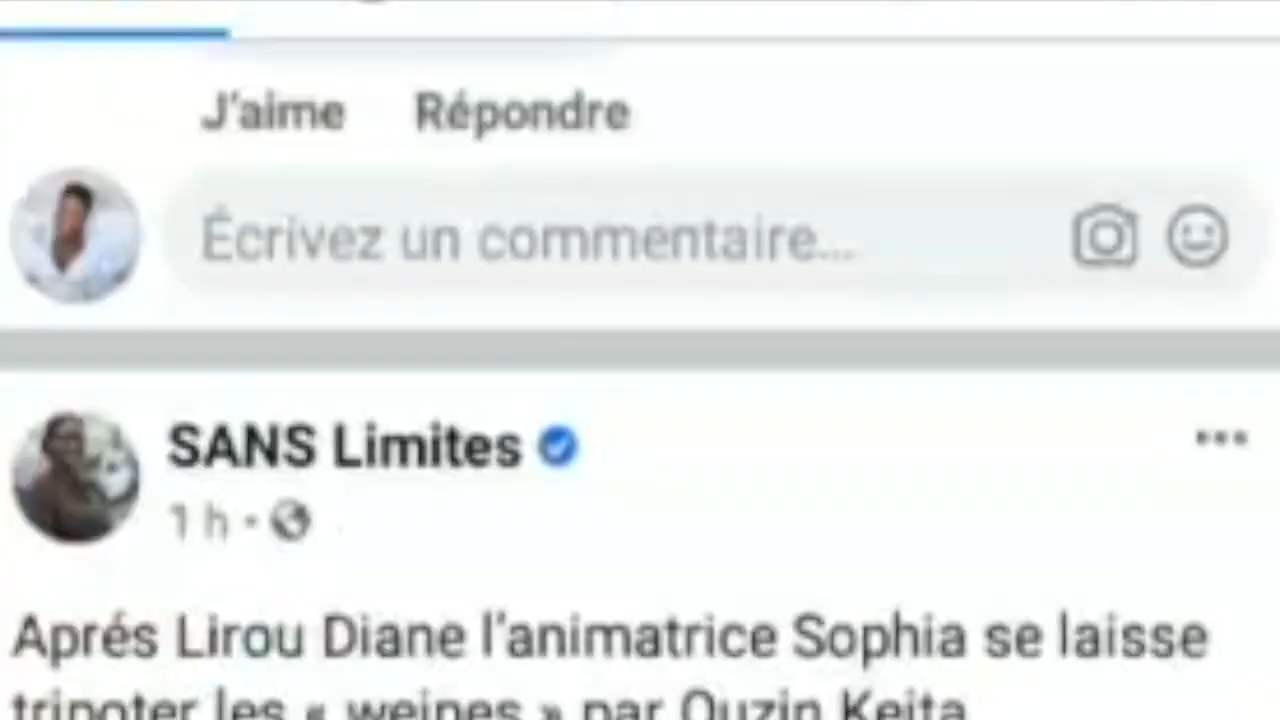 J'aime Répondre
Écrivez un commentaire...
SANS Limites
1 h
Aprés Lirou Diane l'animatrice Sophia se laisse
tripoter les « weines » par Ouzin Keita